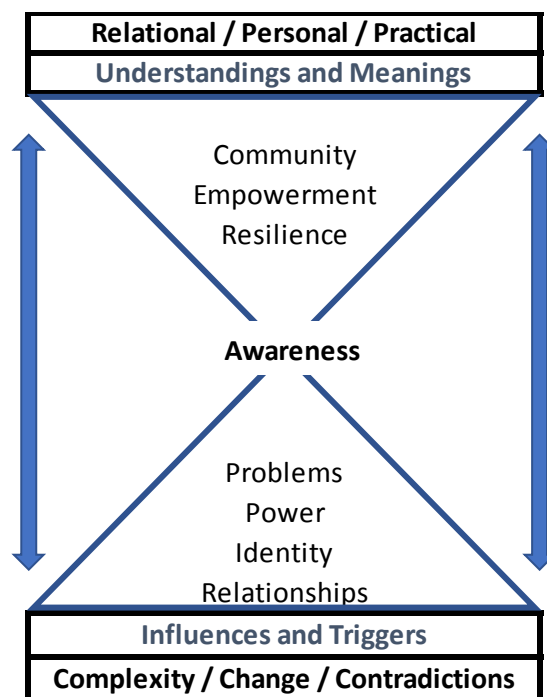 Relational / Personal / Practical
Understandings and Meanings
Community
Empowerment
Resilience
Awareness
Problems
Power
Identity
Relationships
Influences and Triggers
Complexity / Change / Contradictions